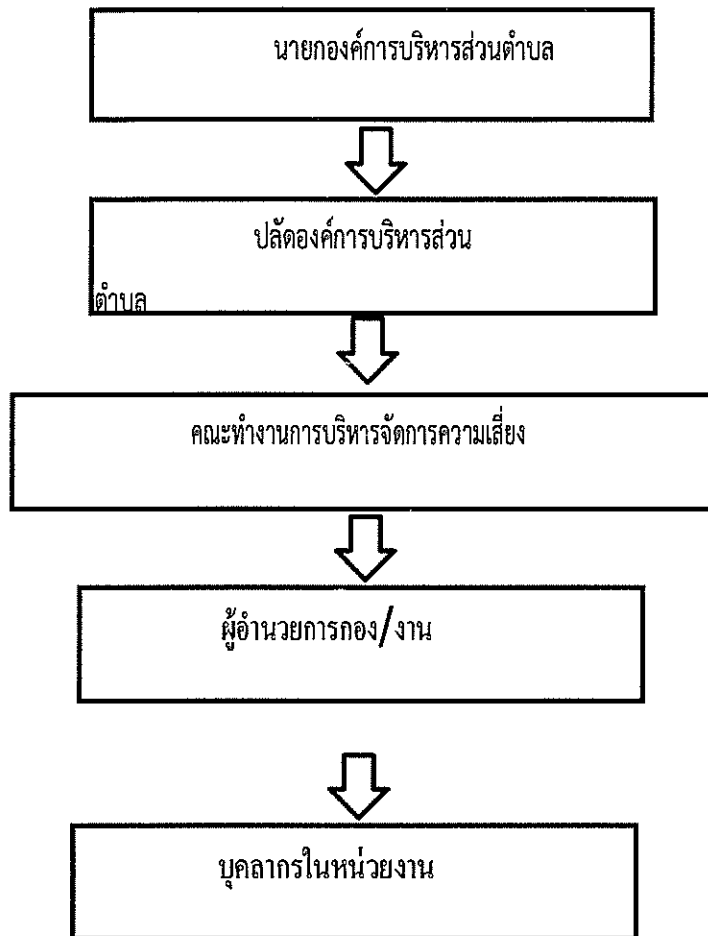 นายกองค์การบริหารส่วนตำบล
ปลัดองค์การบริหารส่วน
ตำบล
คณะทำงานการบริหารจัดการความเสี่ยง
ผู้อำนวยการกอง/งาน
บุคลากรในหน่วยงาน